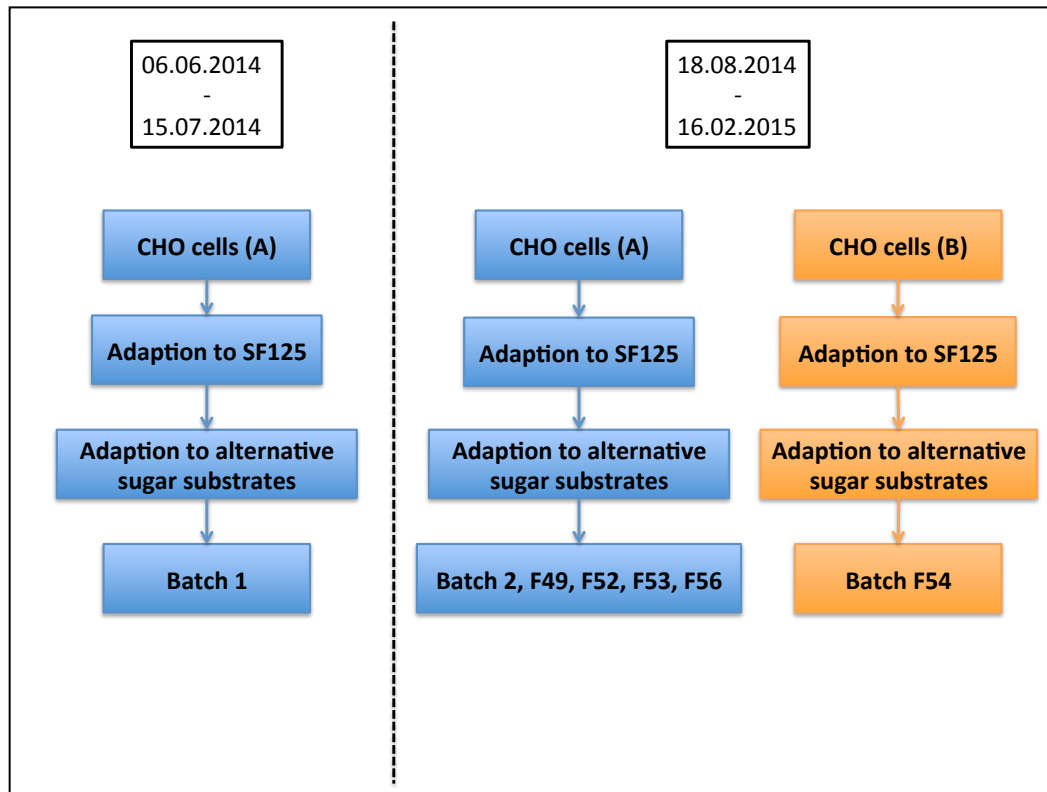 06.06.2014
-
15.07.2014
18.08.2014
-
16.02.2015
CHO cells (A)
Adaption to SF125
Adaption to alternative
sugar substrates
Batch 1
CHO cells (A)
Adaption to SF125
Adaption to alternative
sugar substrates
Batch 2, F49, F52, F53, F56
CHO cells (B)
Adaption to SF125
Adaption to alternative
sugar substrates
Batch F54